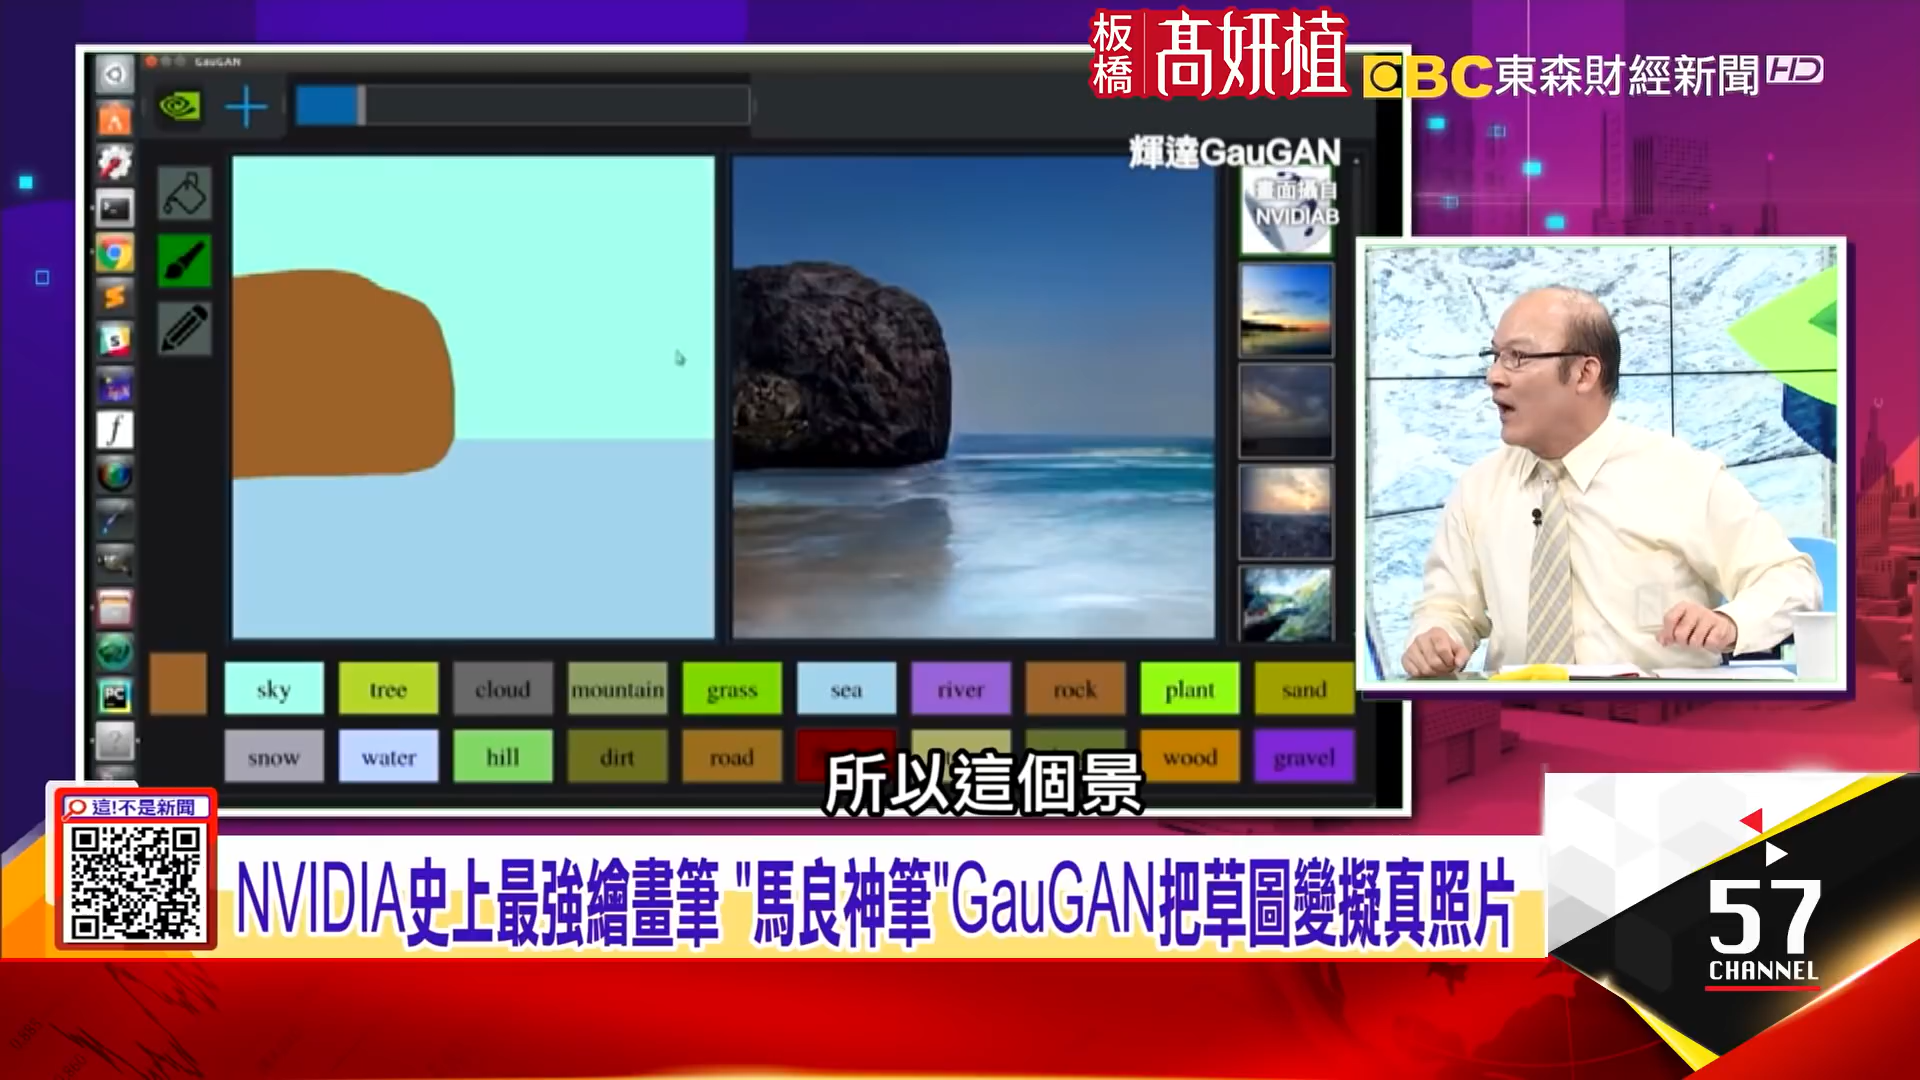 板橋
高妍植
EBC東森財經新聞HD
GauGAN
輝達GauGAN
畫面攝自
NVIDIAB
sky
tree
cloud
mountain
grass
sea
river
rock
plant
sand
snow
water
hill
dirt
road
wood
gravel
所以這個景
這!不是新聞
NVIDIA史上最強繪畫筆 "馬良神筆"GauGAN把草圖變擬真照片
57
CHANNEL
PC